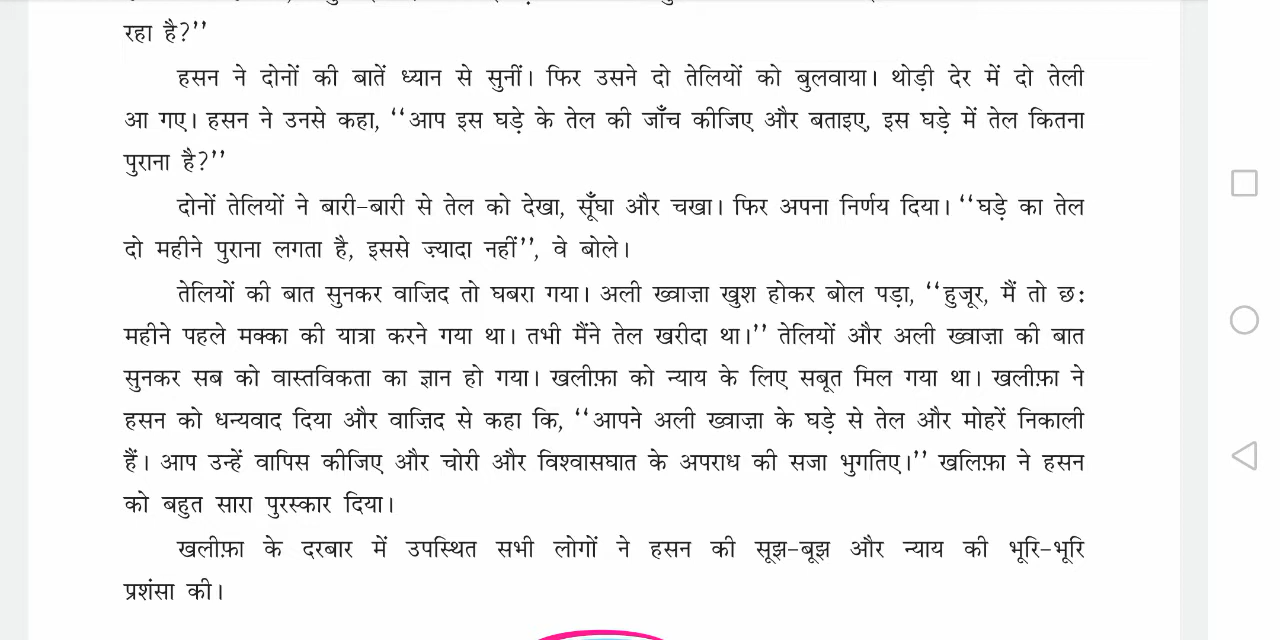 रहा है?’’
हसन ने दोनों की बातें ध्यान से सुनीं। फिर उसने दो तेलियों को बुलवाया। थोड़ी देर में दो तेली
आ गए। हसन ने उनसे कहा, ‘‘आप इस घड़े के तेल की जाँच कीजिए और बताइए, इस घड़े में तेल कितना
पुराना है?’’
दोनों तेलियों ने बारी-बारी से तेल को देखा, सूँघा और चखा। फिर अपना निर्णय दिया। ‘‘घड़े का तेल
दो महीने पुराना लगता है, इससे ज़्यादा नहीं’’, वे बोले।
तेलियों की बात सुनकर वाज़िद तो घबरा गया। अली ख्वाज़ा खुश होकर बोल पड़ा, ‘‘हुजूर, मैं तो छः
महीने पहले मक्का की यात्रा करने गया था। तभी मैंने तेल खरीदा था।’’ तेलियों और अली ख्वाज़ा की बात
सुनकर सब को वास्तविकता का ज्ञान हो गया। खलीफ़ा को न्याय के लिए सबूत मिल गया था। खलीफ़ा ने
हसन को धन्यवाद दिया और वाज़िद से कहा कि, ‘‘आपने अली ख्वाज़ा के घड़े से तेल और मोहरें निकाली
हैं। आप उन्हें वापिस कीजिए और चोरी और विश्वासघात के अपराध की सजा भुगतिए।’’ खलिफ़ा ने हसन
को बहुत सारा पुरस्कार दिया।
खलीफ़ा के दरबार में उपस्थित सभी लोगों ने हसन की सूझ-बूझ और न्याय की भूरि-भूरि
प्रशंसा की।